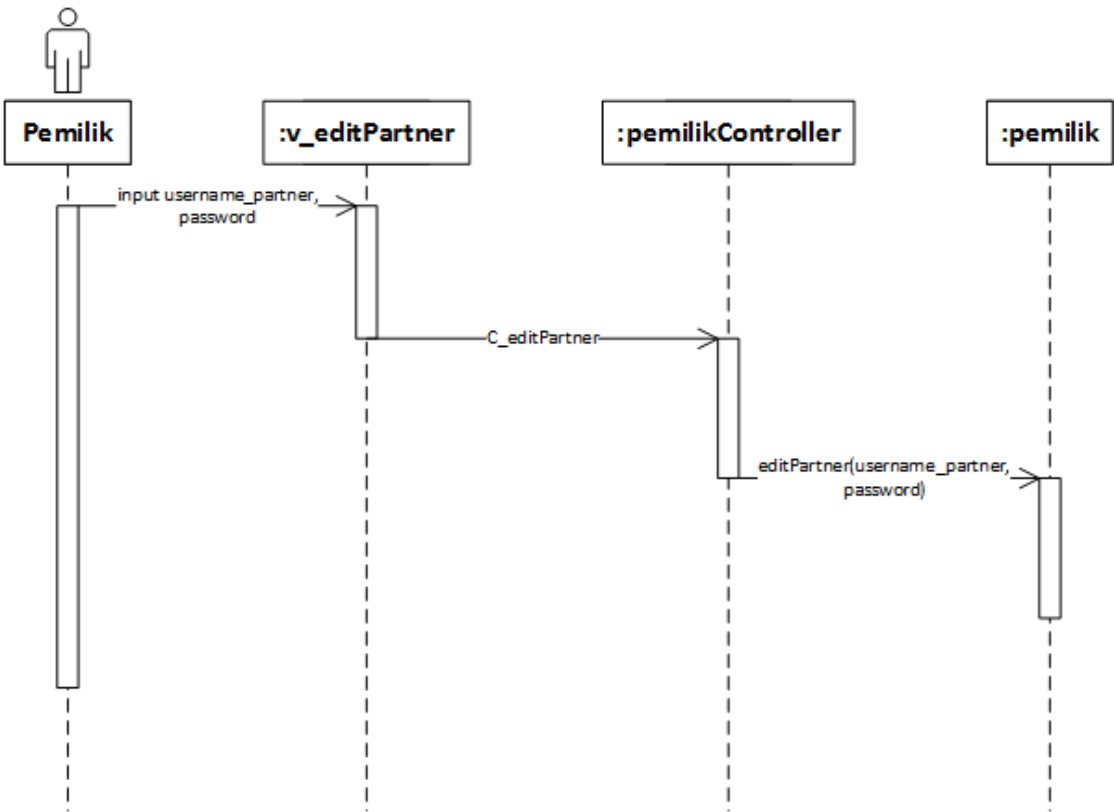 Pemilik
:v_editPartner
:pemilikController
:pemilik
input username_partner,
password
C_editPartner
editPartner(username_partner,
password)